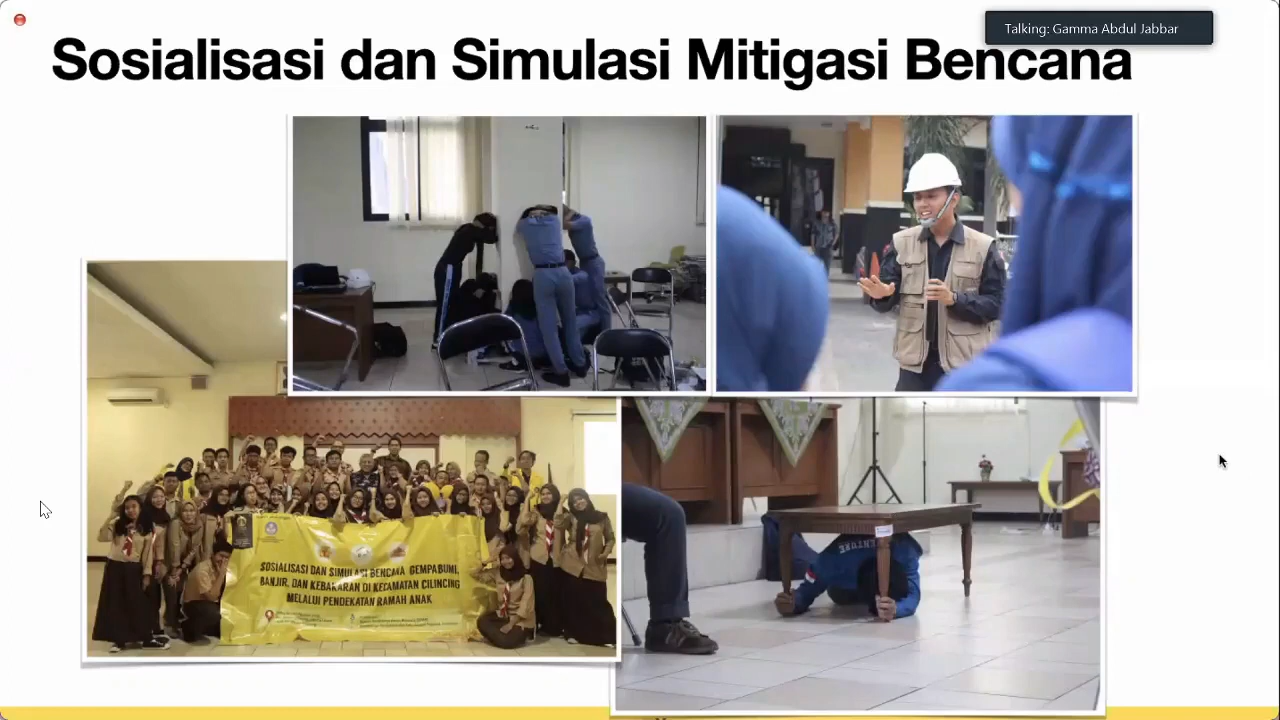 Talking: Gamma Abdul Jabbar
Sosialisasi dan Simulasi Mitigasi Bencana
SOSIALISASI DAN SIMULASI BENCANA GEMPABUMI,
BANJIR, DAN KEBAKARAN DI KECAMATAN CILINCING
MELALUI PENDEKATAN RAMAH ANAK